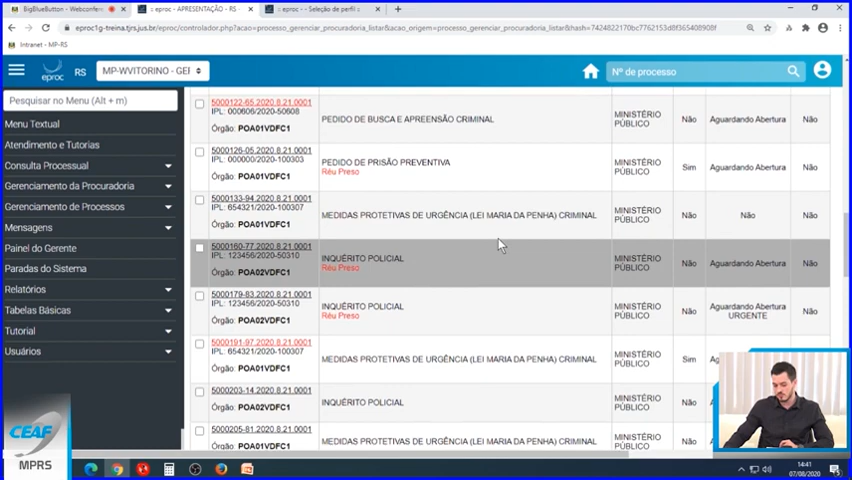 BigBlueButton - Webconferên
:: eproc - APRESENTAÇÃO - RS -
:: eproc - - Seleção de perfil ::
eproc1g-treina.tjrs.jus.br/eproc/controlador.php?acao=processo_gerenciar_procuradoria_listar&acao_origem=processo_gerenciar_procuradoria_listar&hash=7424822170bc7762153d8f365408998d
Intranet - MP-RS
eproc
RS
MP-WVITORINO - GEF
Nº de processo
Pesquisar no Menu (Alt + m)
Menu Textual
Atendimento e Tutorias
Consulta Processual
Gerenciamento da Procuradoria
Gerenciamento de Processos
Mensagens
Painel do Gerente
Paradas do Sistema
Relatórios
Tabelas Básicas
Tutorial
Usuários
5000122-65.2020.8.21.0001
IPL: 000606/2020-50608
Órgão: POA01VDFC1
PEDIDO DE BUSCA E APREENSÃO CRIMINAL
MINISTÉRIO
PÚBLICO
Não
Aguardando Abertura
Não
5000126-05.2020.8.21.0001
IPL: 000000/2020-100303
Órgão: POA01VDFC1
PEDIDO DE PRISÃO PREVENTIVA
Réu Preso
MINISTÉRIO
PÚBLICO
Sim
Aguardando Abertura
Não
5000133-94.2020.8.21.0001
IPL: 654321/2020-100307
Órgão: POA01VDFC1
MEDIDAS PROTETIVAS DE URGÊNCIA (LEI MARIA DA PENHA) CRIMINAL
MINISTÉRIO
PÚBLICO
Não
Não
Não
5000160-77.2020.8.21.0001
IPL: 123456/2020-50310
Órgão: POA02VDFC1
INQUÉRITO POLICIAL
Réu Preso
MINISTÉRIO
PÚBLICO
Não
Aguardando Abertura
Não
5000179-83.2020.8.21.0001
IPL: 123456/2020-50310
Órgão: POA02VDFC1
INQUÉRITO POLICIAL
Réu Preso
MINISTÉRIO
PÚBLICO
Não
Aguardando Abertura
URGENTE
Não
5000191-97.2020.8.21.0001
IPL: 654321/2020-100307
Órgão: POA01VDFC1
MEDIDAS PROTETIVAS DE URGÊNCIA (LEI MARIA DA PENHA) CRIMINAL
MINISTÉRIO
PÚBLICO
Sim
5000203-14.2020.8.21.0001
Órgão: POA02VDFC1
INQUÉRITO POLICIAL
MINISTÉRIO
PÚBLICO
Não
5000205-81.2020.8.21.0001
Órgão: POA01VDFC1
MEDIDAS PROTETIVAS DE URGÊNCIA (LEI MARIA DA PENHA) CRIMINAL
MINISTÉRIO
PÚBLICO
Não
CEAF
MPRS
14:41
07/08/2020